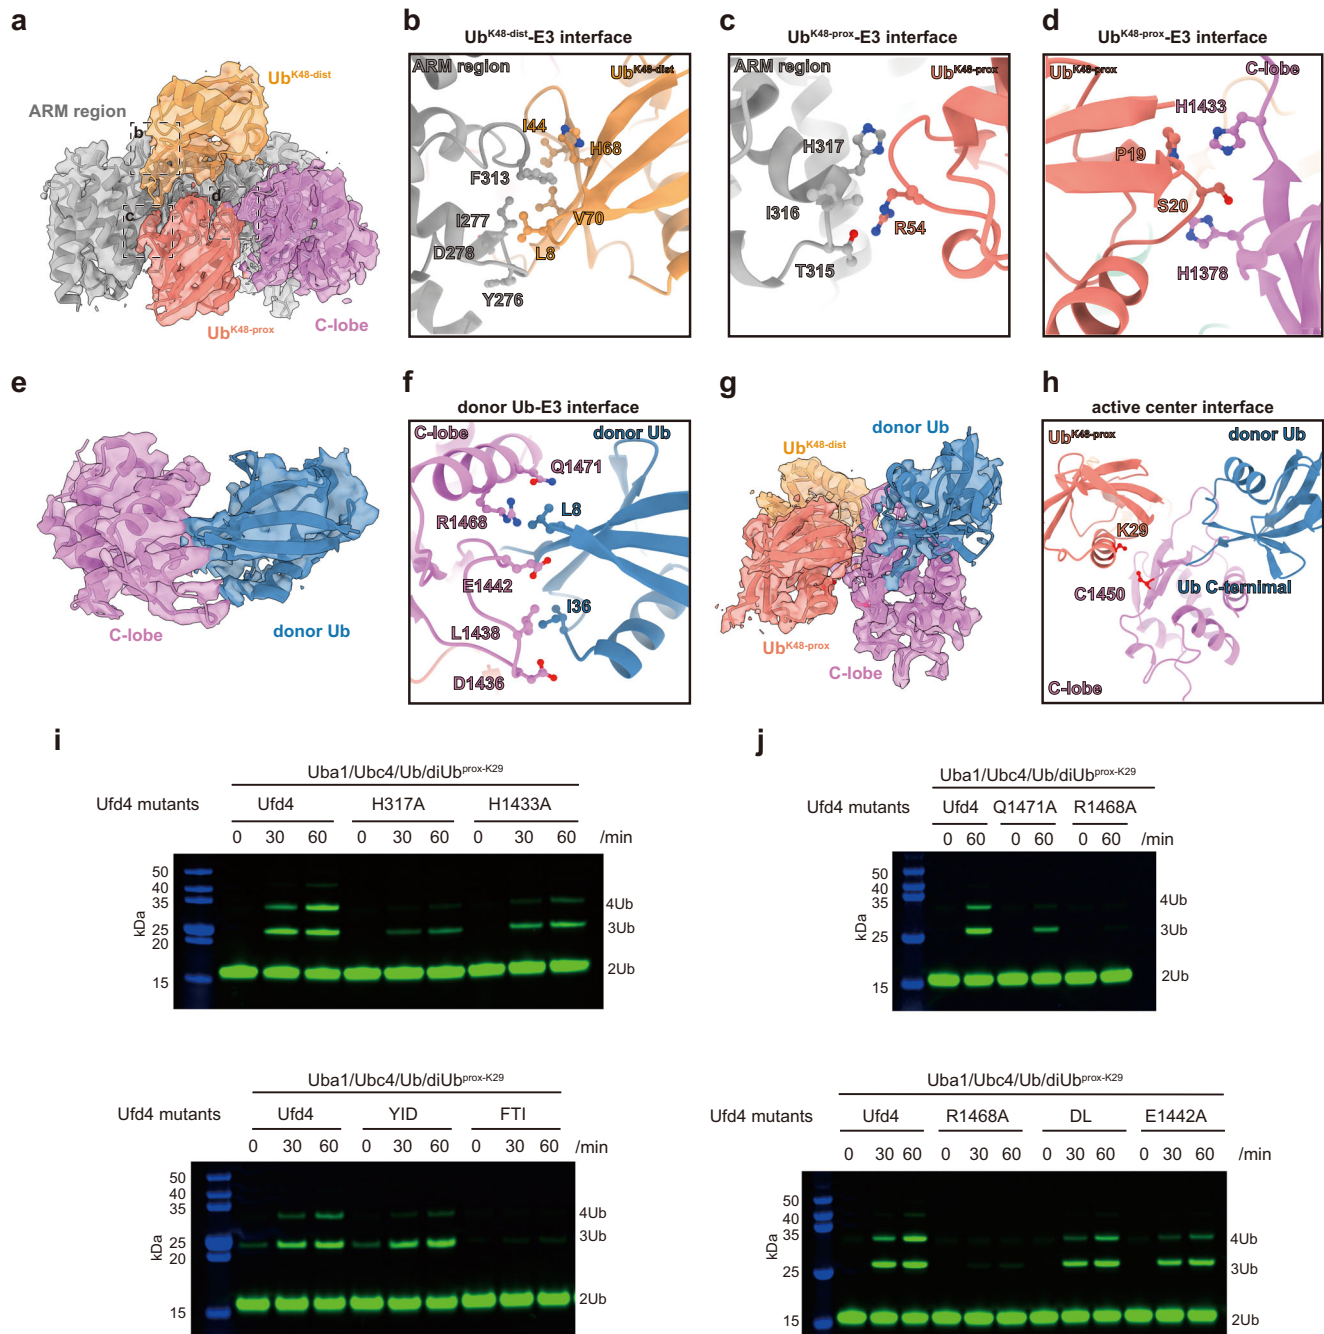 a
ARM region
Ub^K48-dist
b
c
d
Ub^K48-prox
C-lobe
b
Ub^K48-dist-E3 interface
ARM region
Ub^K48-dist
I44
H68
F313
I277
V70
D278
L8
Y276
c
Ub^K48-prox-E3 interface
ARM region
Ub^K48-prox
H317
I316
R54
T315
d
Ub^K48-prox-E3 interface
Ub^K48-prox
C-lobe
H1433
P19
S20
H1378
e
C-lobe
donor Ub
f
donor Ub-E3 interface
C-lobe
donor Ub
Q1471
R1468
L8
E1442
I36
L1438
D1436
g
donor Ub
Ub^K48-dist
Ub^K48-prox
C-lobe
h
active center interface
Ub^K48-prox
donor Ub
K29
C1450
Ub C-ternimal
C-lobe
i
Uba1/Ubc4/Ub/diUb^prox-K29
Ufd4 mutants Ufd4 H317A H1433A
0 30 60 0 30 60 0 30 60 /min
kDa
50
40
35
25
20
15
4Ub
3Ub
2Ub
Uba1/Ubc4/Ub/diUb^prox-K29
Ufd4 mutants Ufd4 YID FTI
0 30 60 0 30 60 0 30 60 /min
kDa
50
40
35
25
20
15
4Ub
3Ub
2Ub
j
Uba1/Ubc4/Ub/diUb^prox-K29
Ufd4 mutants Ufd4 Q1471A R1468A
0 60 0 60 0 60 /min
kDa
50
40
35
25
15
4Ub
3Ub
2Ub
Uba1/Ubc4/Ub/diUb^prox-K29
Ufd4 mutants Ufd4 R1468A DL E1442A
0 30 60 0 30 60 0 30 60 0 30 60 /min
kDa
50
40
35
25
15
4Ub
3Ub
2Ub